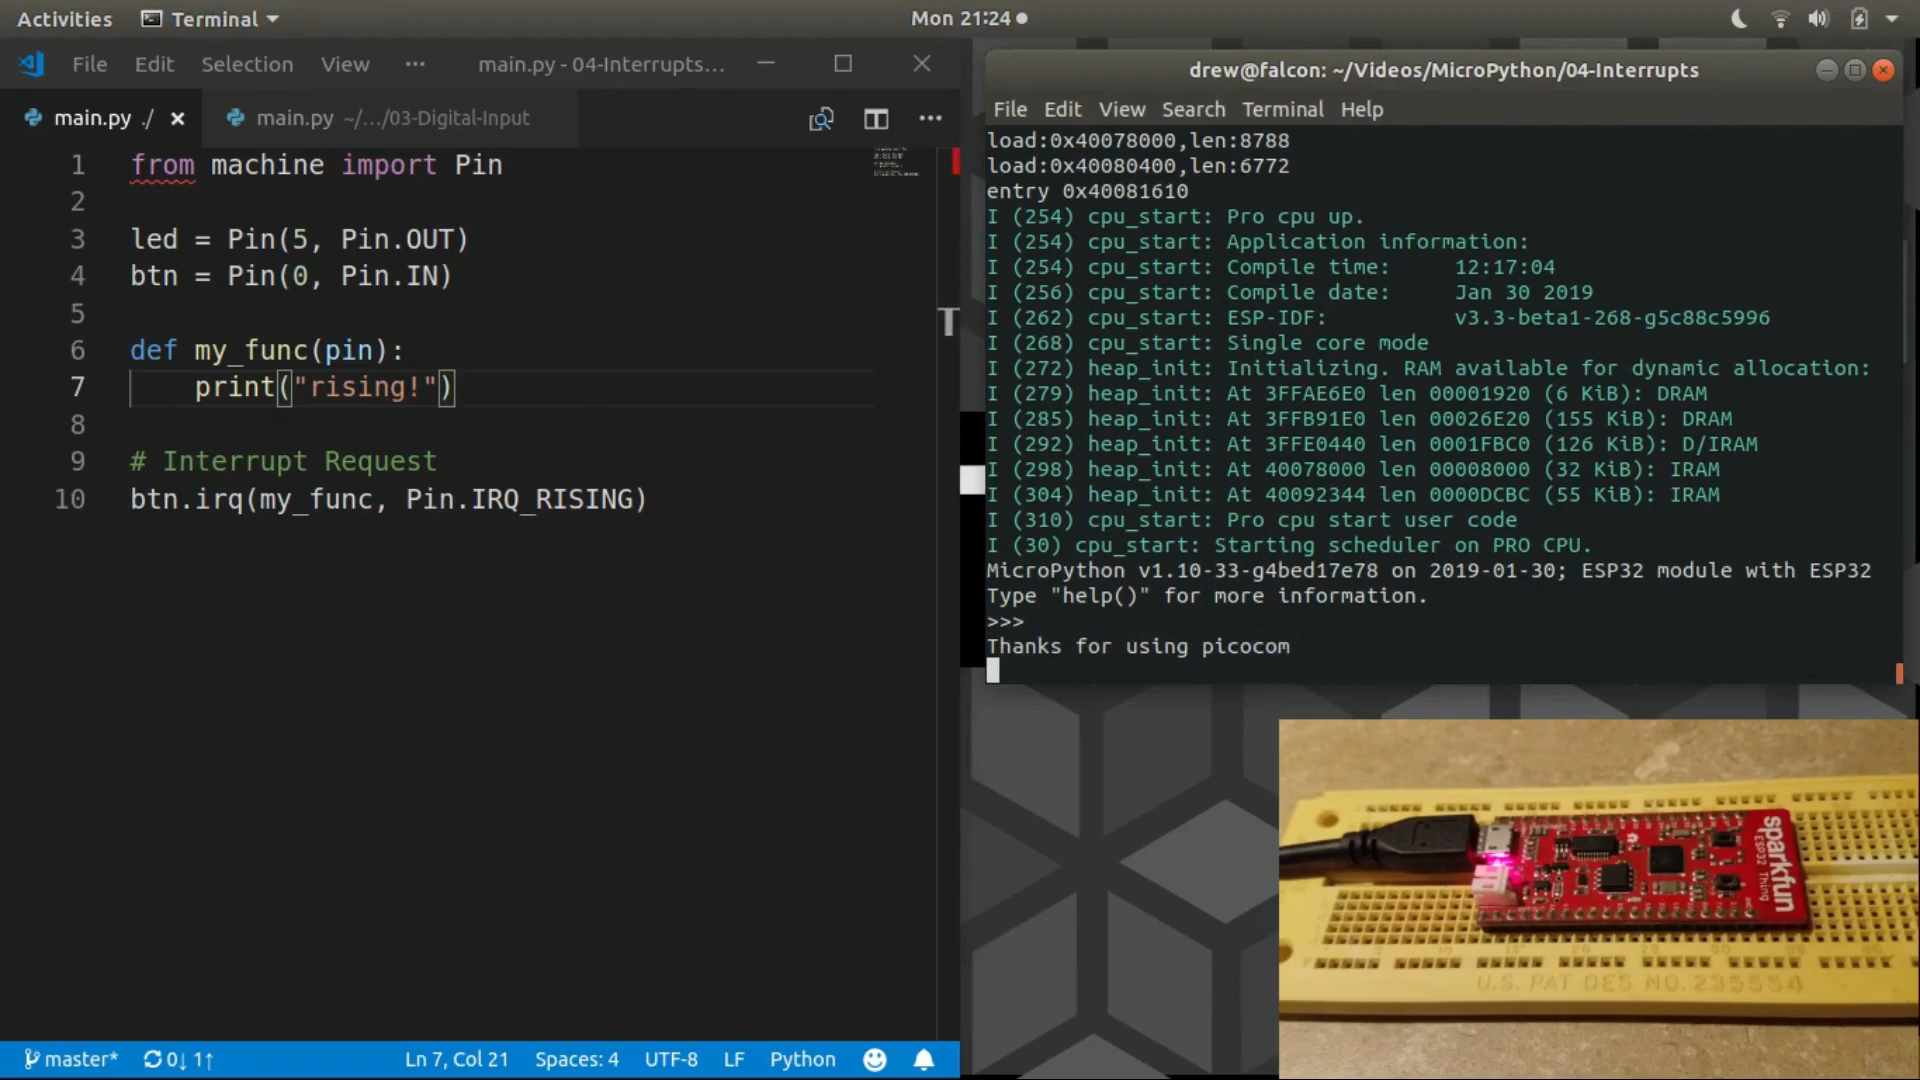 Activities
Terminal
Mon 21:24
File Edit Selection View ··· main.py - 04-Interrupts...
main.py ./
main.py ~/.../03-Digital-Input
1 from machine import Pin
2
3 led = Pin(5, Pin.OUT)
4 btn = Pin(0, Pin.IN)
5
6 def my_func(pin):
7 print("rising!")
8
9 # Interrupt Request
10 btn.irq(my_func, Pin.IRQ_RISING)
master* 0↓ 1↑ Ln 7, Col 21 Spaces: 4 UTF-8 LF Python
drew@falcon: ~/Videos/MicroPython/04-Interrupts
File Edit View Search Terminal Help
load:0x40078000,len:8788
load:0x40080400,len:6772
entry 0x40081610
I (254) cpu_start: Pro cpu up.
I (254) cpu_start: Application information:
I (254) cpu_start: Compile time: 12:17:04
I (256) cpu_start: Compile date: Jan 30 2019
I (262) cpu_start: ESP-IDF: v3.3-beta1-268-g5c88c5996
I (268) cpu_start: Single core mode
I (272) heap_init: Initializing. RAM available for dynamic allocation:
I (279) heap_init: At 3FFAE6E0 len 00001920 (6 KiB): DRAM
I (285) heap_init: At 3FFB91E0 len 00026E20 (155 KiB): DRAM
I (292) heap_init: At 3FFE0440 len 0001FBC0 (126 KiB): D/IRAM
I (298) heap_init: At 40078000 len 00008000 (32 KiB): IRAM
I (304) heap_init: At 40092344 len 0000DCBC (55 KiB): IRAM
I (310) cpu_start: Pro cpu start user code
I (30) cpu_start: Starting scheduler on PRO CPU.
MicroPython v1.10-33-g4bed17e78 on 2019-01-30; ESP32 module with ESP32
Type "help()" for more information.
>>>
Thanks for using picocom
T
sparkfun
ESP32 Thing
U.S. PAT DES NO. 235554